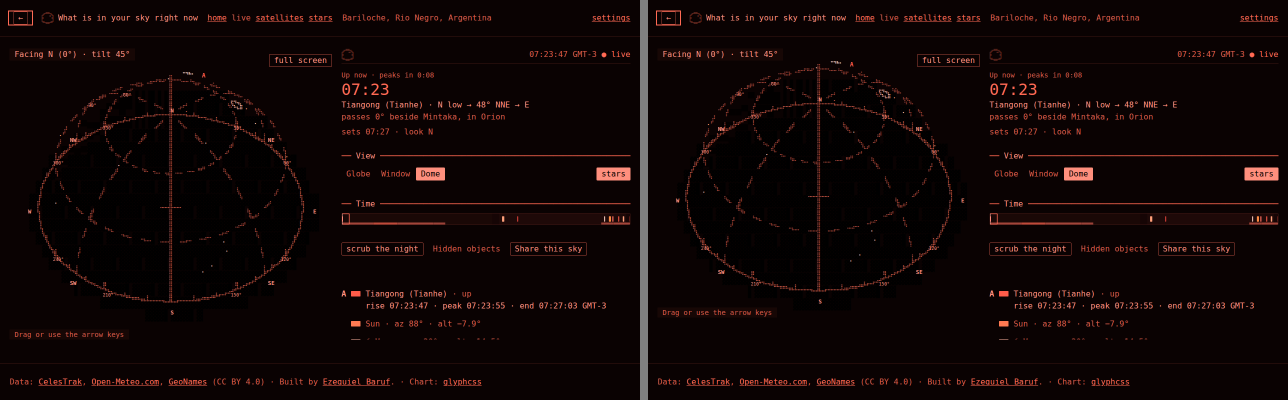 ← What is in your sky right now home live satellites stars Bariloche, Rio Negro, Argentina settings
Facing N (0°) · tilt 45°
full screen
07:23:47 GMT-3 ● live
Up now · peaks in 0:08
07:23
Tiangong (Tianhe) · N low → 48° NNE → E
passes 0° beside Mintaka, in Orion
sets 07:27 · look N
View
Globe Window Dome stars
Time
scrub the night Hidden objects Share this sky
A Tiangong (Tianhe) · up
rise 07:23:47 · peak 07:23:55 · end 07:27:03 GMT-3
Sun · az 88° · alt −7.9°
A
N
NW
NE
W
E
SW
SE
S
Drag or use the arrow keys
Data: CelesTrak, Open-Meteo.com, GeoNames (CC BY 4.0) · Built by Ezequiel Baruf. · Chart: glyphcss
← What is in your sky right now home live satellites stars Bariloche, Rio Negro, Argentina settings
Facing N (0°) · tilt 45°
full screen
07:23:47 GMT-3 ● live
Up now · peaks in 0:08
07:23
Tiangong (Tianhe) · N low → 48° NNE → E
passes 0° beside Mintaka, in Orion
sets 07:27 · look N
View
Globe Window Dome stars
Time
scrub the night Hidden objects Share this sky
A Tiangong (Tianhe) · up
rise 07:23:47 · peak 07:23:55 · end 07:27:03 GMT-3
Sun · az 88° · alt −7.9°
A
N
NW
NE
W
E
SW
SE
S
Drag or use the arrow keys
Data: CelesTrak, Open-Meteo.com, GeoNames (CC BY 4.0) · Built by Ezequiel Baruf. · Chart: glyphcss